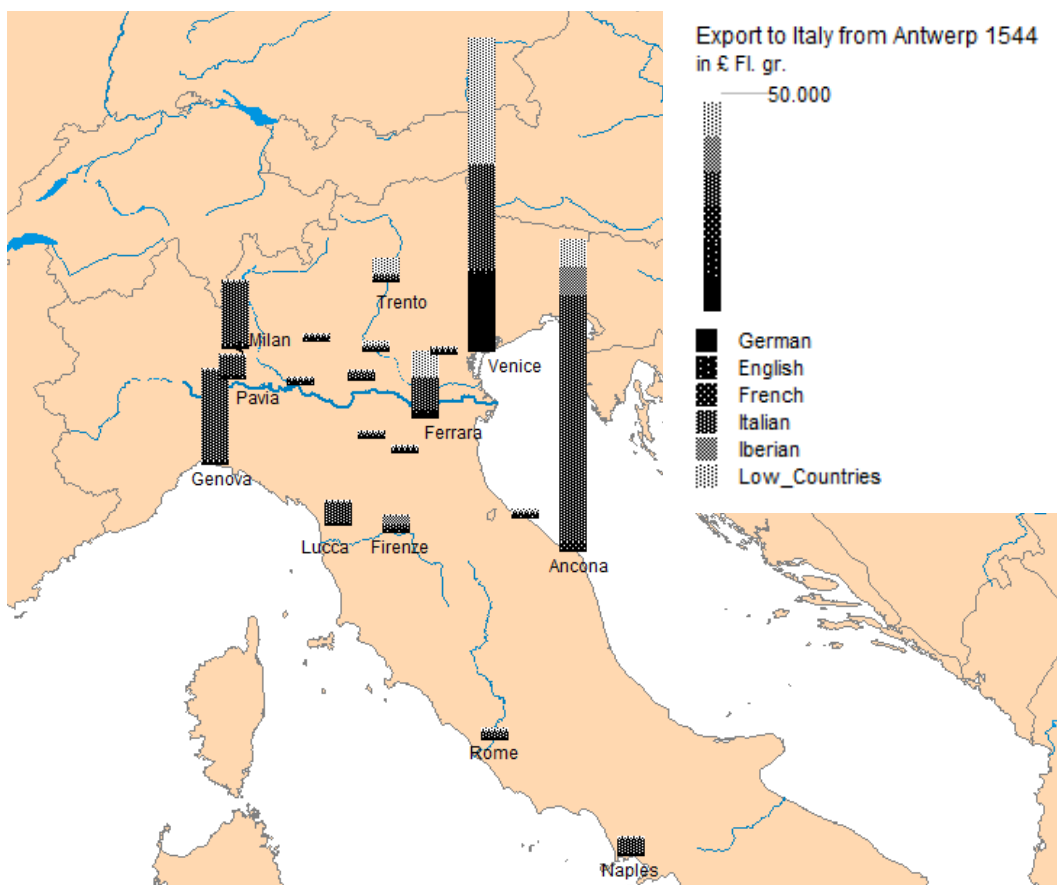 Export to Italy from Antwerp 1544
in £ Fl. gr.
50.000
German
English
French
Italian
Iberian
Low_Countries
Trento
Milan
Venice
Pavia
Ferrara
Genova
Lucca
Firenze
Ancona
Rome
Naples